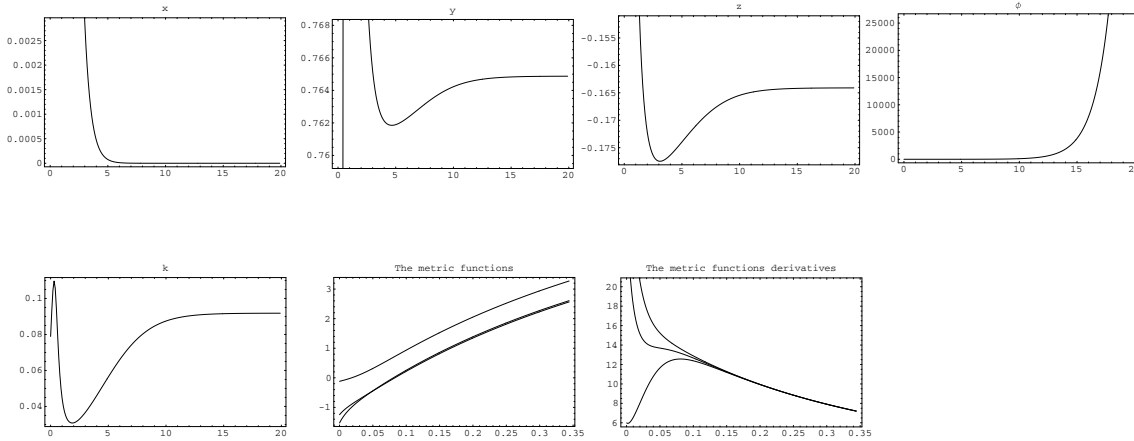 x
0.0025
0.002
0.0015
0.001
0.0005
0
0 5 10 15 20
y
0.768
0.766
0.764
0.762
0.76
0 5 10 15 20
z
-0.155
-0.16
-0.165
-0.17
-0.175
0 5 10 15 20
ϕ
25000
20000
15000
10000
5000
0
0 5 10 15 20
k
0.1
0.08
0.06
0.04
0 5 10 15 20
The metric functions
3
2
1
0
-1
0 0.05 0.1 0.15 0.2 0.25 0.3 0.35
The metric functions derivatives
20
18
16
14
12
10
8
6
0 0.05 0.1 0.15 0.2 0.25 0.3 0.35